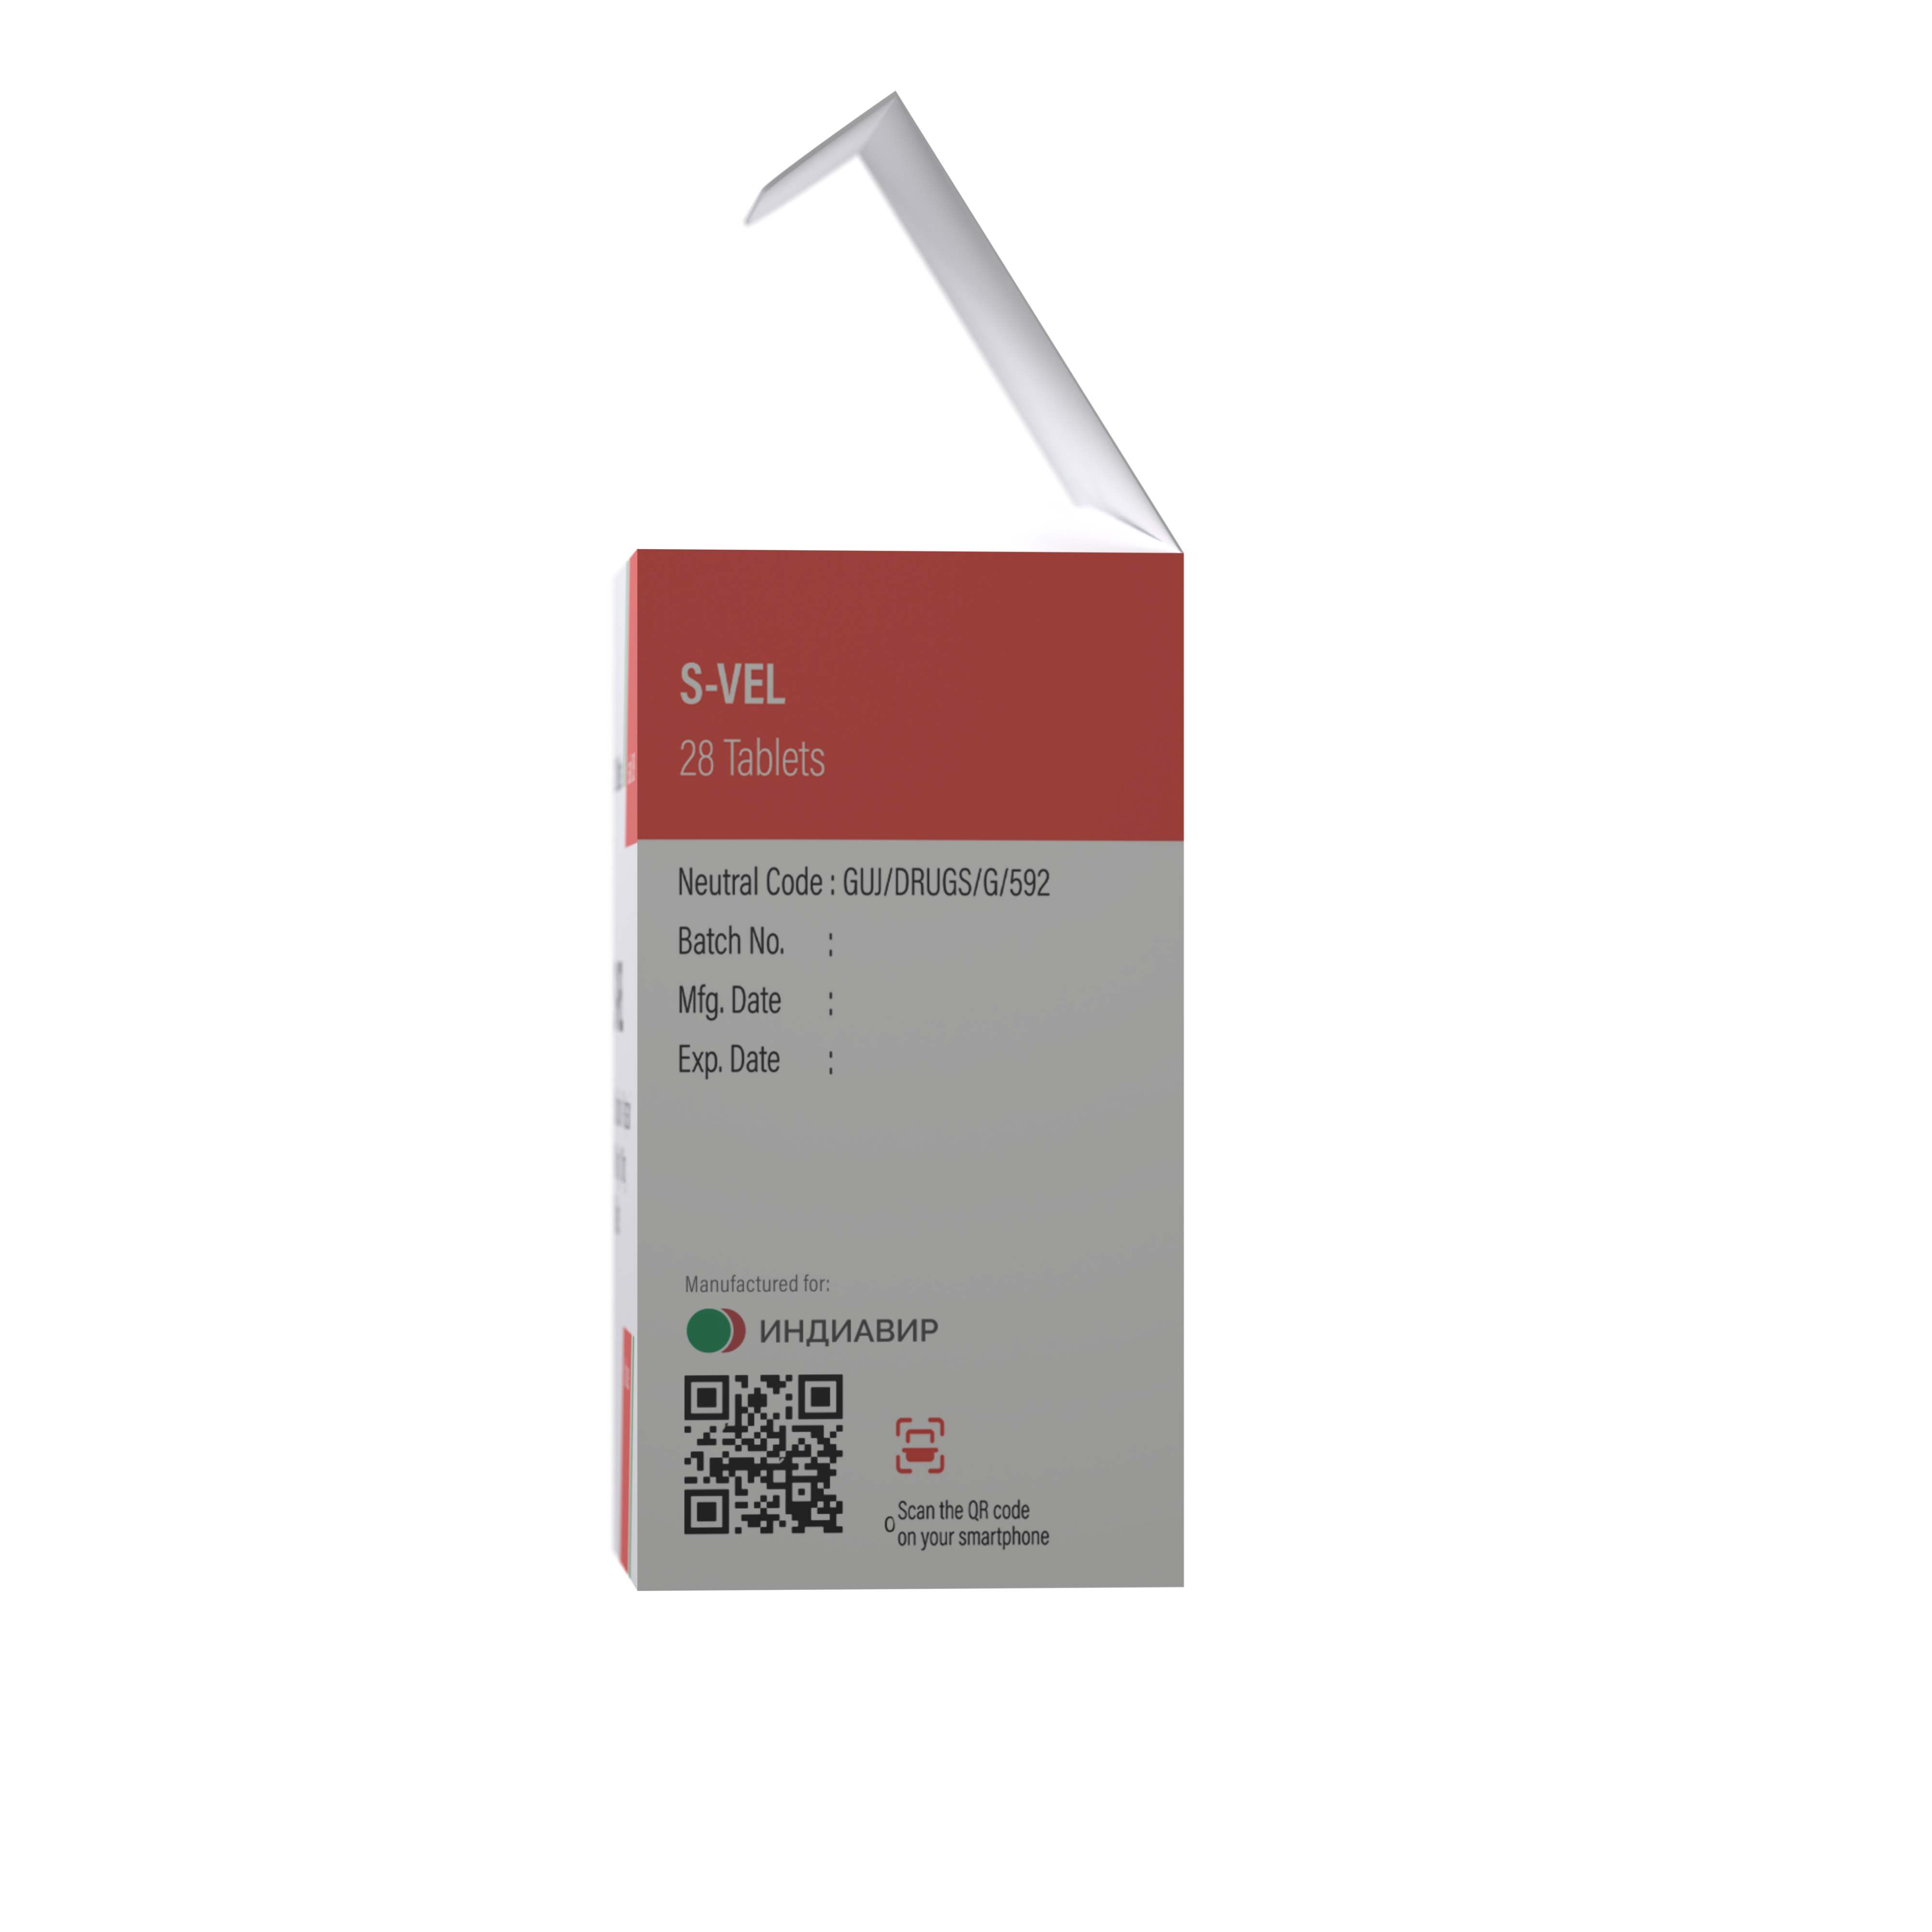 S-VEL
28 Tablets
Neutral Code : GUJ/DRUGS/G/592
Batch No. :
Mfg. Date :
Exp. Date :
Manufactured for:
ИНДИАВИР
Scan the QR code
o
on your smartphone